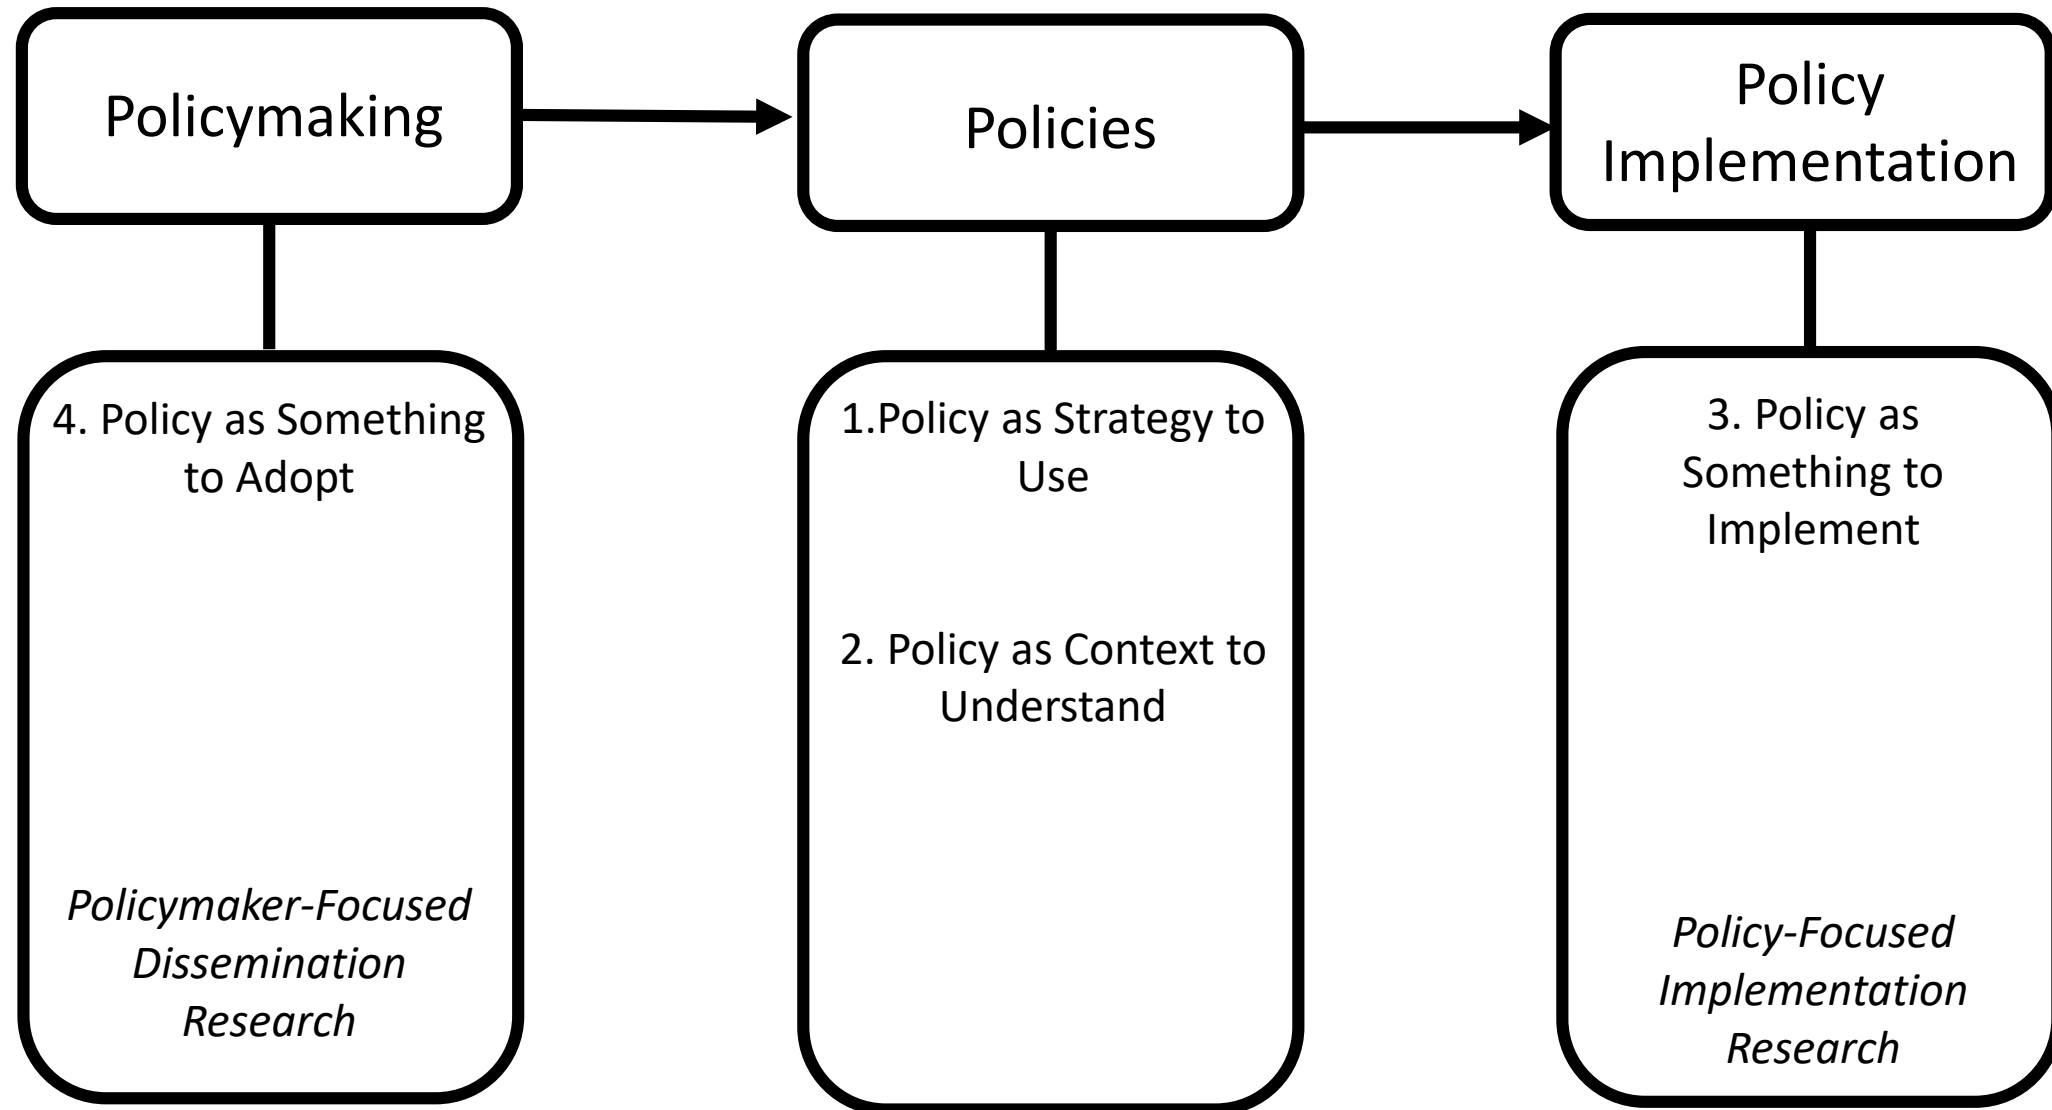 Policymaking
Policies
Policy
Implementation
4. Policy as Something
to Adopt
Policymaker-Focused
Dissemination
Research
1.Policy as Strategy to
Use
2. Policy as Context to
Understand
3. Policy as
Something to
Implement
Policy-Focused
Implementation
Research